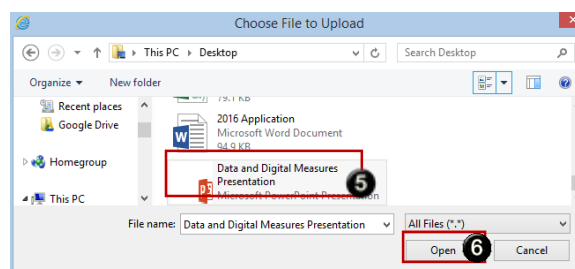 Choose File to Upload
This PC Desktop
Search Desktop
Organize New folder
79.1 KB
Recent places
Google Drive
2016 Application
Microsoft Word Document
94.9 KB
Homegroup
Data and Digital Measures
Presentation
5
Microsoft PowerPoint Presentation
This PC
File name: Data and Digital Measures Presentation
All Files (*.*)
Open 6 Cancel